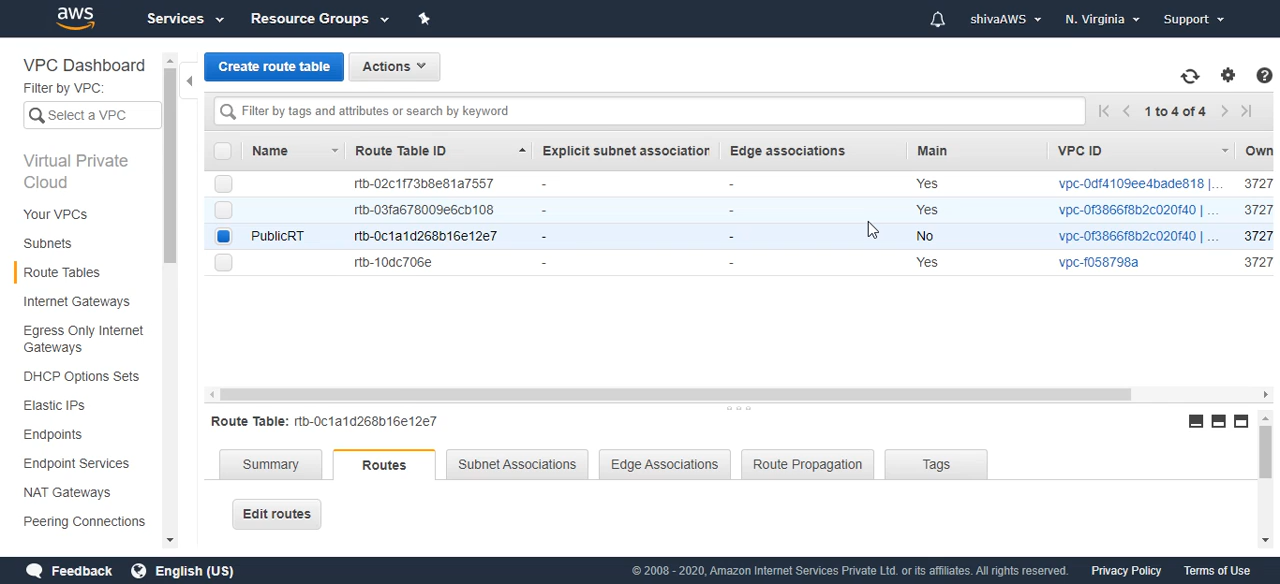 aws Services Resource Groups shivaAWS N. Virginia Support
VPC Dashboard
Filter by VPC:
Select a VPC
Virtual Private
Cloud
Your VPCs
Subnets
Route Tables
Internet Gateways
Egress Only Internet
Gateways
DHCP Options Sets
Elastic IPs
Endpoints
Endpoint Services
NAT Gateways
Peering Connections
Create route table Actions
Filter by tags and attributes or search by keyword
1 to 4 of 4
Name Route Table ID Explicit subnet association Edge associations Main VPC ID Own
rtb-02c1f73b8e81a7557 - - Yes vpc-0df4109ee4bade818 |... 3727
rtb-03fa678009e6cb108 - - Yes vpc-0f3866f8b2c020f40 | ... 3727
PublicRT rtb-0c1a1d268b16e12e7 - - No vpc-0f3866f8b2c020f40 | ... 3727
rtb-10dc706e - - Yes vpc-f058798a 3727
Route Table: rtb-0c1a1d268b16e12e7
Summary Routes Subnet Associations Edge Associations Route Propagation Tags
Edit routes
Feedback English (US) © 2008 - 2020, Amazon Internet Services Private Ltd. or its affiliates. All rights reserved. Privacy Policy Terms of Use